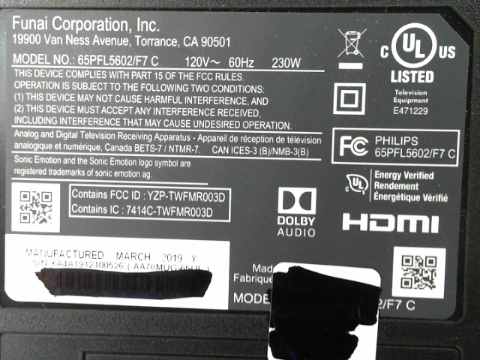 Funai Corporation, Inc.
19900 Van Ness Avenue, Torrance, CA 90501
MODEL NO.: 65PFL5602/F7 C 120V~ 60Hz 230W
THIS DEVICE COMPLIES WITH PART 15 OF THE FCC RULES.
OPERATION IS SUBJECT TO THE FOLLOWING TWO CONDITIONS:
(1) THIS DEVICE MAY NOT CAUSE HARMFUL INTERFERENCE, AND
(2) THIS DEVICE MUST ACCEPT ANY INTERFERENCE RECEIVED,
INCLUDING INTERFERENCE THAT MAY CAUSE UNDESIRED
Analog and Digital Television Receiving Apparatus - Appareil de réception de télévision
analogique et numérique, Canada BETS-7 / NTMR-7. CAN ICES-3 (B)/NMB-3(B)
Sonic Emotion and the Sonic Emotion logo symbol are
registered trademarks of sonic emotion ag.
c UL US
LISTED
Television
Equipment
E471229
FC PHILIPS
65PFL5602/F7 C
Energy Verified
Rendement
Énergétique Vérifié
Contains FCC ID : YZP-TWFMR003D
Contains IC : 7414C-TWFMR003D
DOLBY
AUDIO
HDMI
MANUFACTURED MARCH 2019 Y
Made
Fabriqué
MODE
2/F7 C